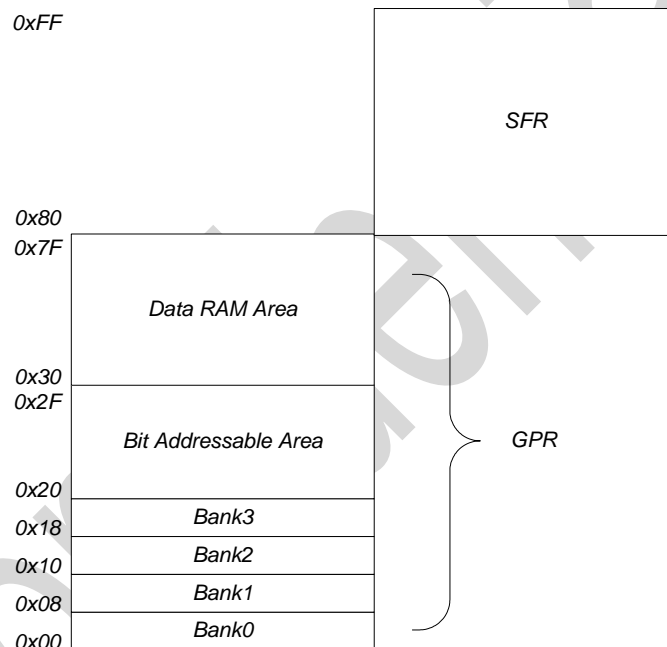 0xFF
SFR
0x80
0x7F
Data RAM Area
0x30
0x2F
Bit Addressable Area
GPR
0x20
Bank3
0x18
Bank2
0x10
Bank1
0x08
Bank0
0x00